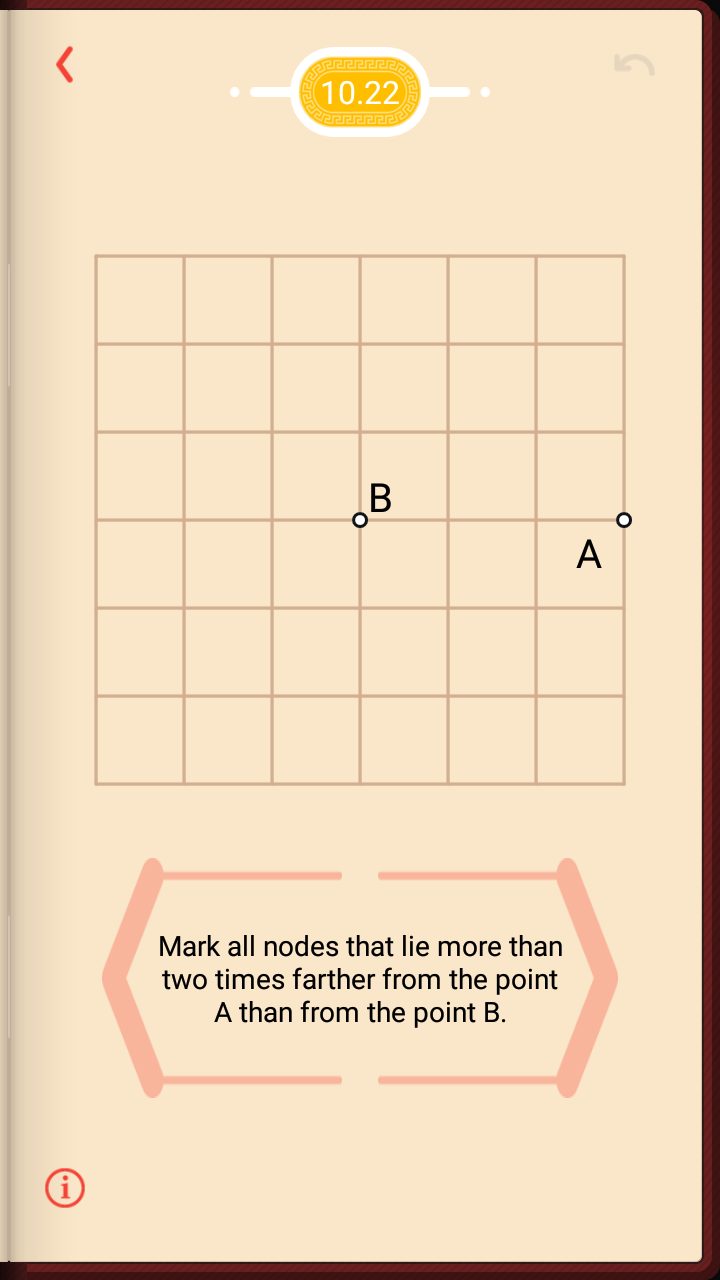 10.22
B
A
Mark all nodes that lie more than
two times farther from the point
A than from the point B.
i